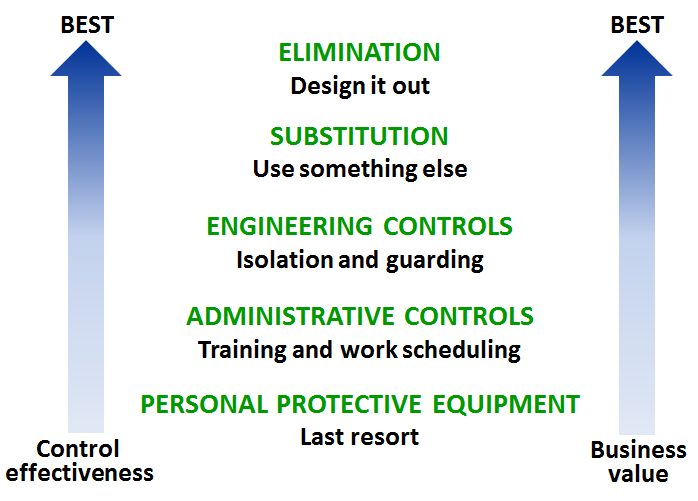 BEST
BEST
ELIMINATION
Design it out
SUBSTITUTION
Use something else
ENGINEERING CONTROLS
Isolation and guarding
ADMINISTRATIVE CONTROLS
Training and work scheduling
PERSONAL PROTECTIVE EQUIPMENT
Last resort
Control
effectiveness
Business
value